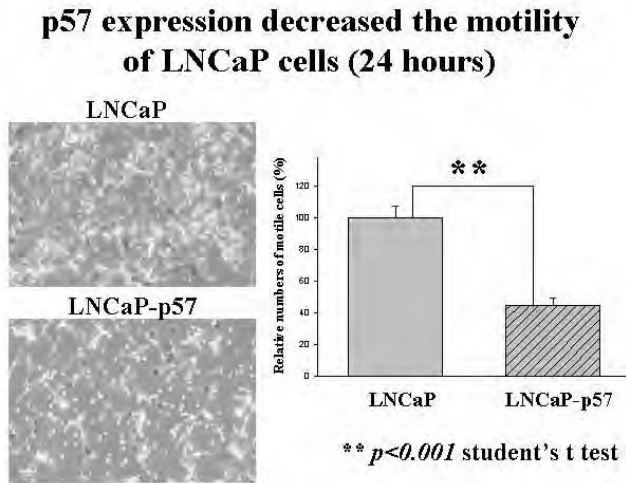 p57 expression decreased the motility
of LNCaP cells (24 hours)
LNCaP
LNCaP-p57
Relative numbers of motile cells (%)
120
100
80
60
40
20
0
**
LNCaP
LNCaP-p57
** p<0.001 student's t test